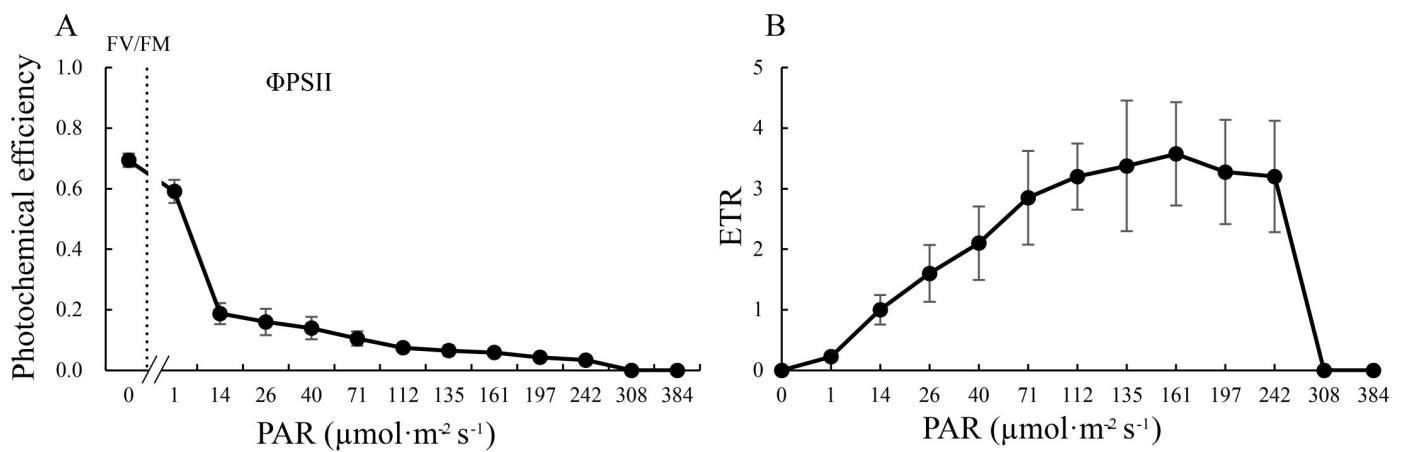 A
FV/FM
ΦPSII
Photochemical efficiency
1.0
0.8
0.6
0.4
0.2
0.0
0 1 14 26 40 71 112 135 161 197 242 308 384
PAR (µmol·m⁻² s⁻¹)
B
ETR
5
4
3
2
1
0
0 1 14 26 40 71 112 135 161 197 242 308 384
PAR (µmol·m⁻² s⁻¹)